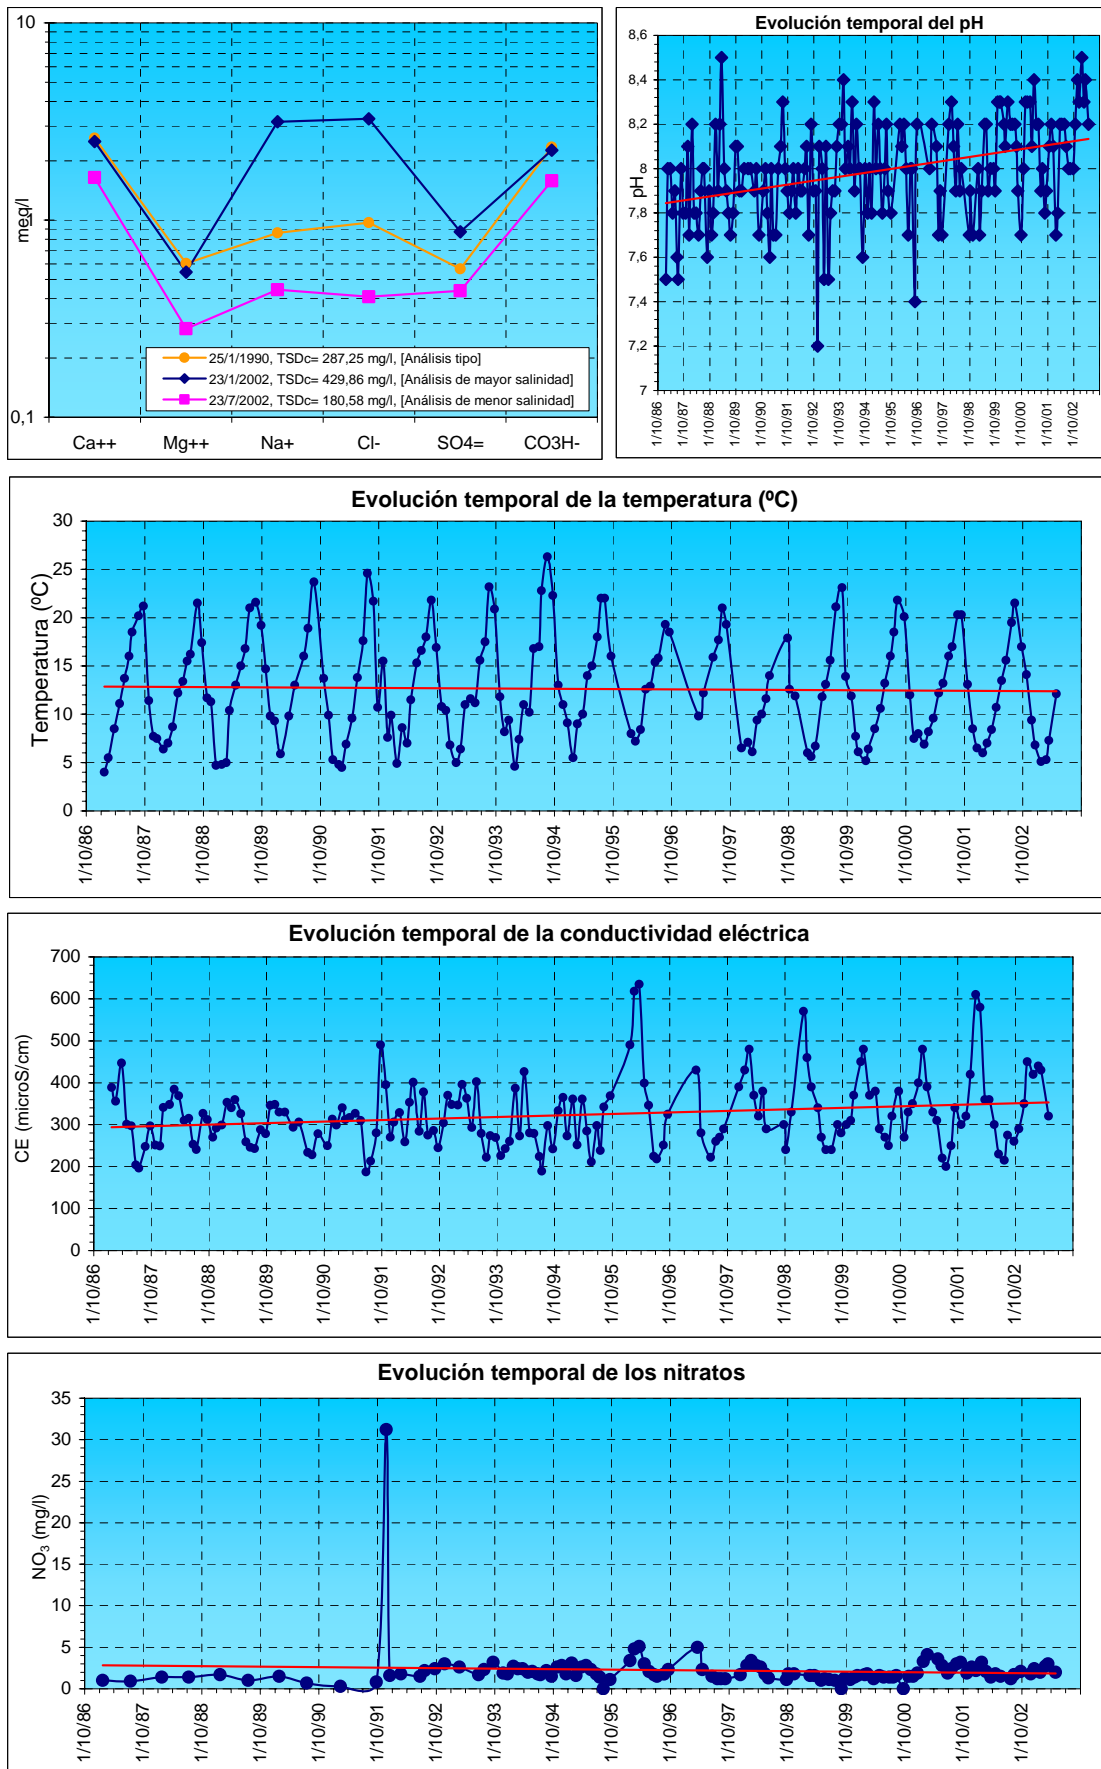 10
1
0,1
meq/l
25/1/1990, TSDc= 287,25 mg/l, [Análisis tipo]
23/1/2002, TSDc= 429,86 mg/l, [Análisis de mayor salinidad]
23/7/2002, TSDc= 180,58 mg/l, [Análisis de menor salinidad]
Ca++ Mg++ Na+ Cl- SO4= CO3H-
Evolución temporal del pH
8,6
8,4
8,2
8
7,8
7,6
7,4
7,2
7
pH
1/10/86 1/10/87 1/10/88 1/10/89 1/10/90 1/10/91 1/10/92 1/10/93 1/10/94 1/10/95 1/10/96 1/10/97 1/10/98 1/10/99 1/10/00 1/10/01 1/10/02
Evolución temporal de la temperatura (ºC)
30
25
20
15
10
5
0
Temperatura (ºC)
1/10/86 1/10/87 1/10/88 1/10/89 1/10/90 1/10/91 1/10/92 1/10/93 1/10/94 1/10/95 1/10/96 1/10/97 1/10/98 1/10/99 1/10/00 1/10/01 1/10/02
Evolución temporal de la conductividad eléctrica
700
600
500
400
300
200
100
0
CE (microS/cm)
1/10/86 1/10/87 1/10/88 1/10/89 1/10/90 1/10/91 1/10/92 1/10/93 1/10/94 1/10/95 1/10/96 1/10/97 1/10/98 1/10/99 1/10/00 1/10/01 1/10/02
Evolución temporal de los nitratos
35
30
25
20
15
10
5
0
NO3 (mg/l)
1/10/86 1/10/87 1/10/88 1/10/89 1/10/90 1/10/91 1/10/92 1/10/93 1/10/94 1/10/95 1/10/96 1/10/97 1/10/98 1/10/99 1/10/00 1/10/01 1/10/02